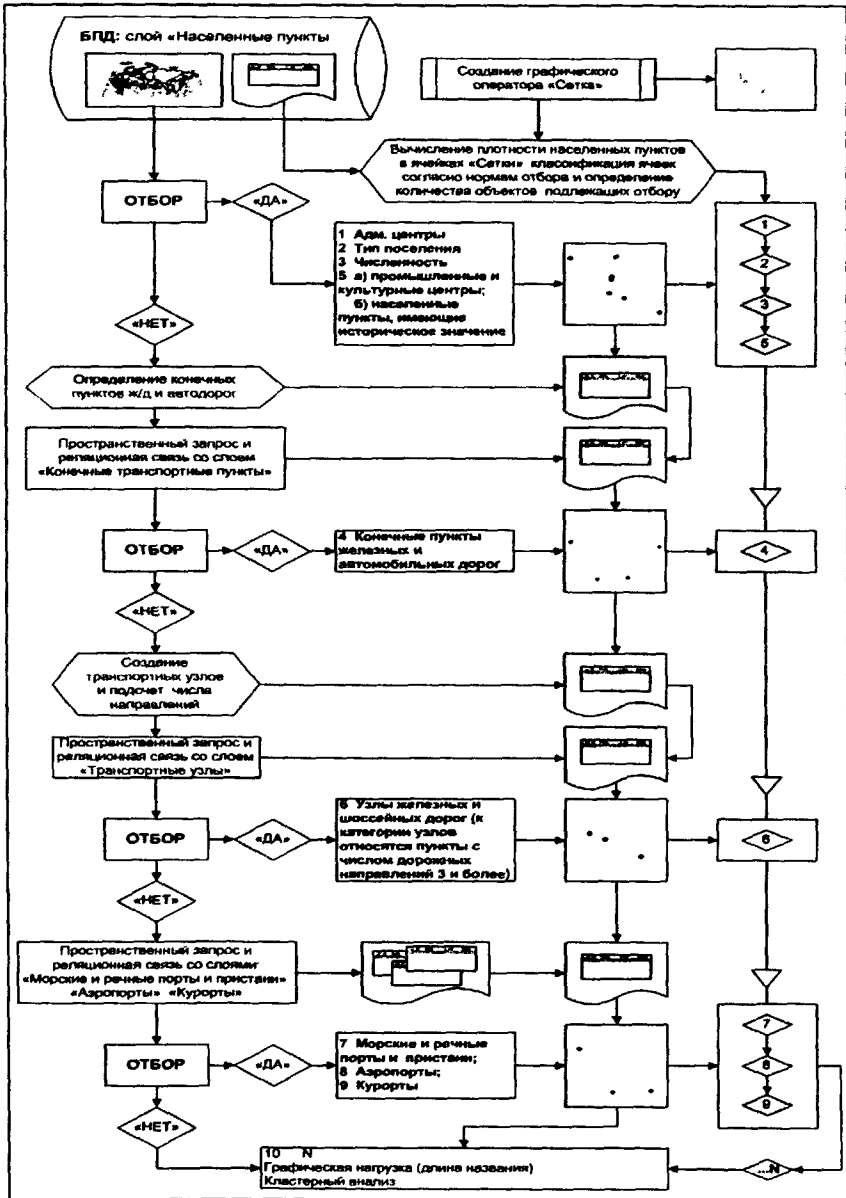 БПД: слой «Населенные пункты
Создание графического
оператора «Сетка»
Вычисление плотности населенных пунктов
в ячейках «Сетки» классификация ячеек
согласно нормам отбора и определение
количества объектов подлежащих отбору
ОТБОР
«ДА»
1 Адм. центры
2 Тип поселения
3 Численность
5 а) промышленные и
культурные центры;
б) населенные
пункты, имеющие
историческое значение
1
2
3
5
«НЕТ»
Определение конечных
пунктов ж/д и автодорог
Пространственный запрос и
реляционная связь со слоем
«Конечные транспортные пункты»
ОТБОР
«ДА»
4 Конечные пункты
железных и
автомобильных дорог
4
«НЕТ»
Создание
транспортных узлов
и подсчет числа
направлений
Пространственный запрос и
реляционная связь со слоем
«Транспортные узлы»
ОТБОР
«ДА»
6 Узлы железных и
шоссейных дорог (к
категории узлов
относятся пункты с
числом дорожных
направлений 3 и более)
6
«НЕТ»
Пространственный запрос и
реляционная связь со слоями
«Морские и речные порты и пристани»
«Аэропорты» «Курорты»
ОТБОР
«ДА»
7 Морские и речные
порты и пристани;
8 Аэропорты;
9 Курорты
7
8
9
«НЕТ»
10 N
Графическая нагрузка (длина названия)
Кластерный анализ
...N